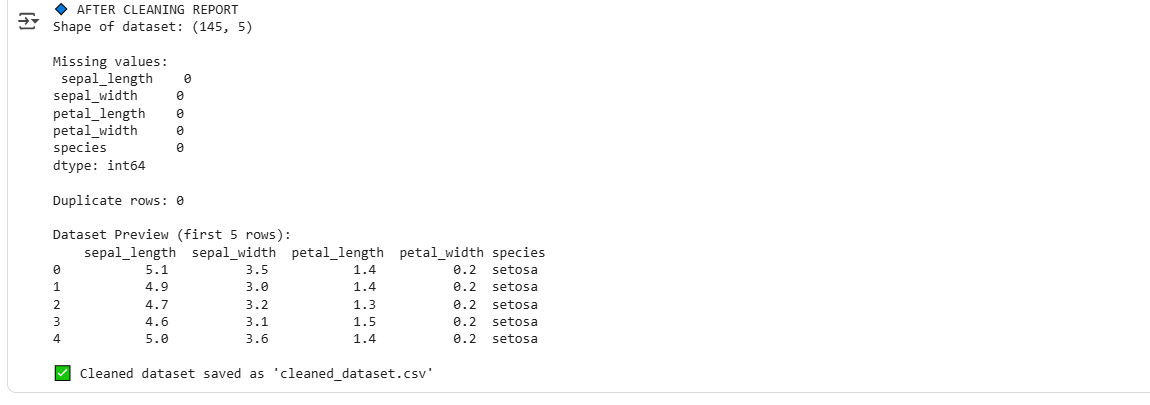 🔷 AFTER CLEANING REPORT
Shape of dataset: (145, 5)
Missing values:
 sepal_length    0
sepal_width     0
petal_length    0
petal_width     0
species         0
dtype: int64
Duplicate rows: 0
Dataset Preview (first 5 rows):
    sepal_length  sepal_width  petal_length  petal_width species
0           5.1          3.5           1.4          0.2  setosa
1           4.9          3.0           1.4          0.2  setosa
2           4.7          3.2           1.3          0.2  setosa
3           4.6          3.1           1.5          0.2  setosa
4           5.0          3.6           1.4          0.2  setosa
✅ Cleaned dataset saved as 'cleaned_dataset.csv'